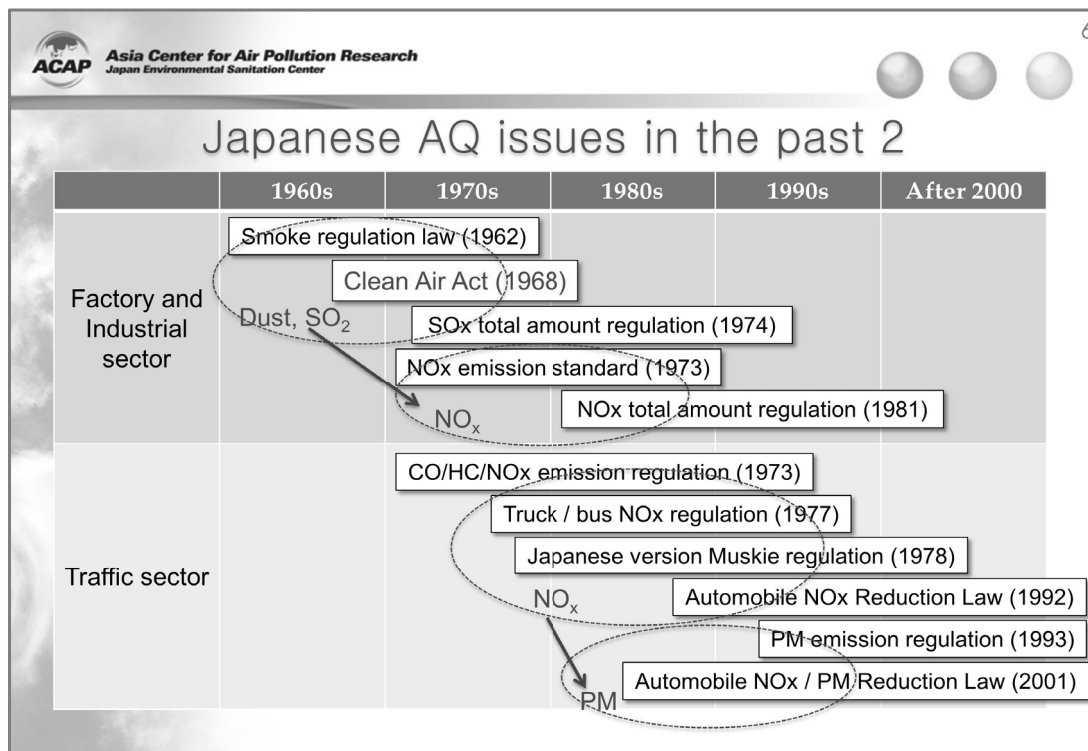 6
ACAP
Asia Center for Air Pollution Research
Japan Environmental Sanitation Center
Japanese AQ issues in the past 2
1960s 1970s 1980s 1990s After 2000
Factory and
Industrial
sector
Smoke regulation law (1962)
Clean Air Act (1968)
Dust, SO₂
SOx total amount regulation (1974)
NOx emission standard (1973)
NOₓ
NOx total amount regulation (1981)
Traffic sector
CO/HC/NOx emission regulation (1973)
Truck / bus NOx regulation (1977)
Japanese version Muskie regulation (1978)
NOₓ
Automobile NOx Reduction Law (1992)
PM emission regulation (1993)
PM
Automobile NOx / PM Reduction Law (2001)